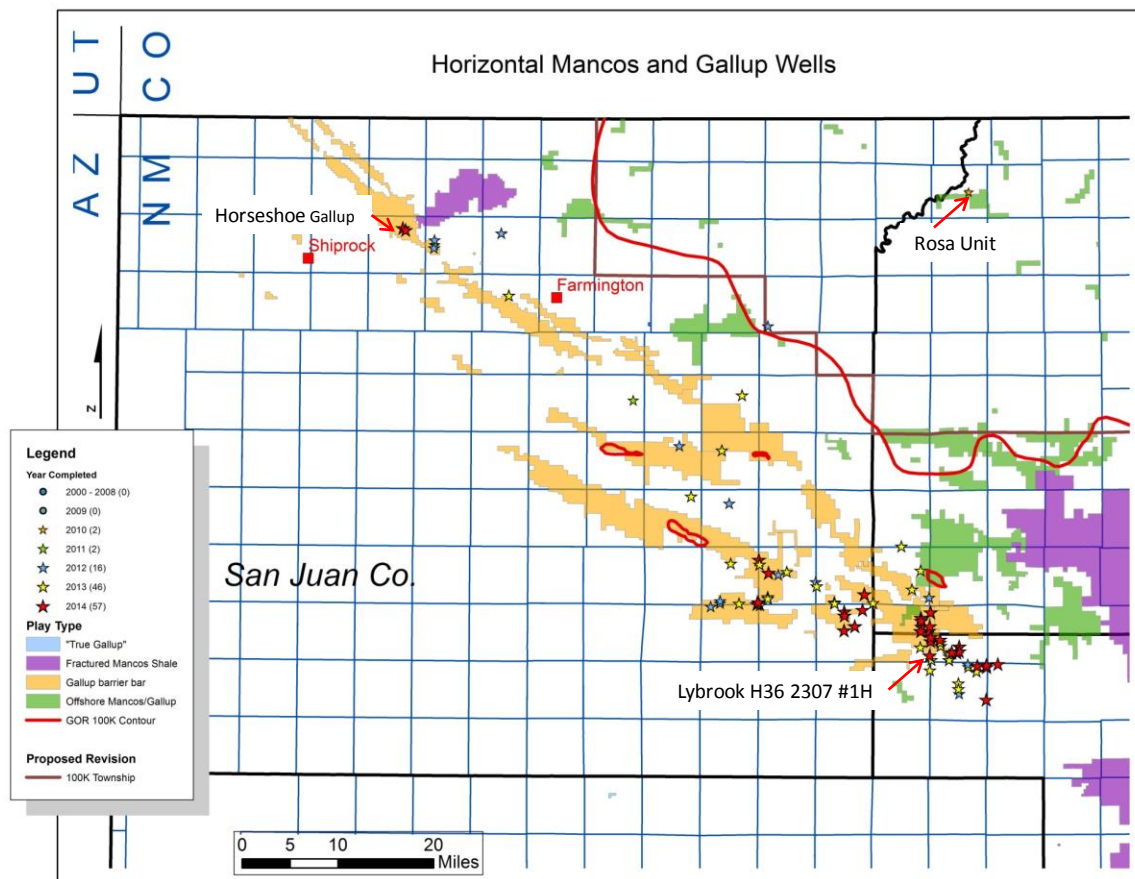 UT
CO
AZ
NM
Horizontal Mancos and Gallup Wells
Horseshoe Gallup
Shiprock
Rosa Unit
Farmington
N
Legend
Year Completed
2000 - 2008 (0)
2009 (0)
2010 (2)
2011 (2)
2012 (16)
2013 (46)
2014 (57)
Play Type
"True Gallup"
Fractured Mancos Shale
Gallup barrier bar
Offshore Mancos/Gallup
GOR 100K Contour
Proposed Revision
100K Township
San Juan Co.
Lybrook H36 2307 #1H
0 5 10 20
Miles